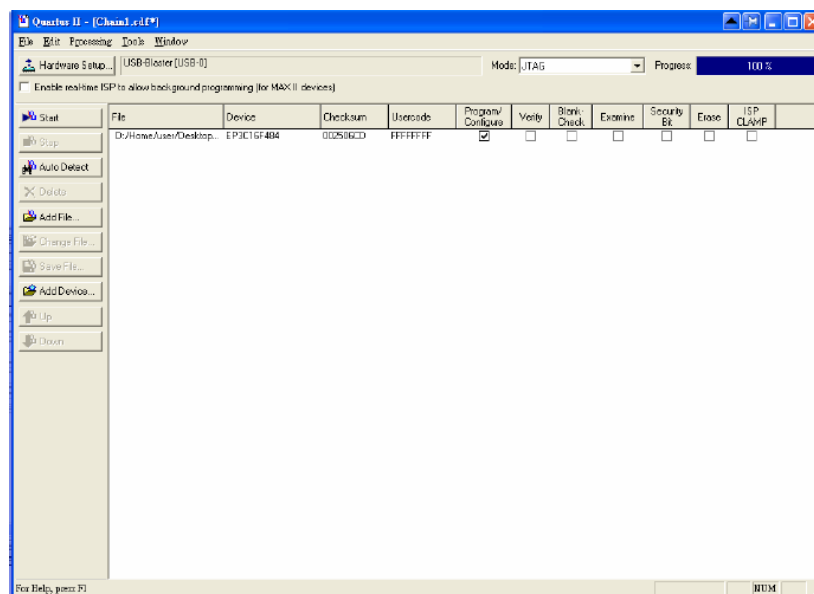 Quartus II - [Chain1.cdf*]
File Edit Processing Tools Window
Hardware Setup... USB-Blaster [USB-0] Mode: JTAG Progress: 100 %
Enable real-time ISP to allow background programming (for MAX II devices)
Start
Stop
Auto Detect
Delete
Add File...
Change File...
Save File...
Add Device...
Up
Down
File Device Checksum Usercode Program/ Configure Verify Blank- Check Examine Security Bit Erase ISP CLAMP
D:/Home/user/Desktop... EP3C16F484 002506CD FFFFFFFF
For Help, press F1 NUM